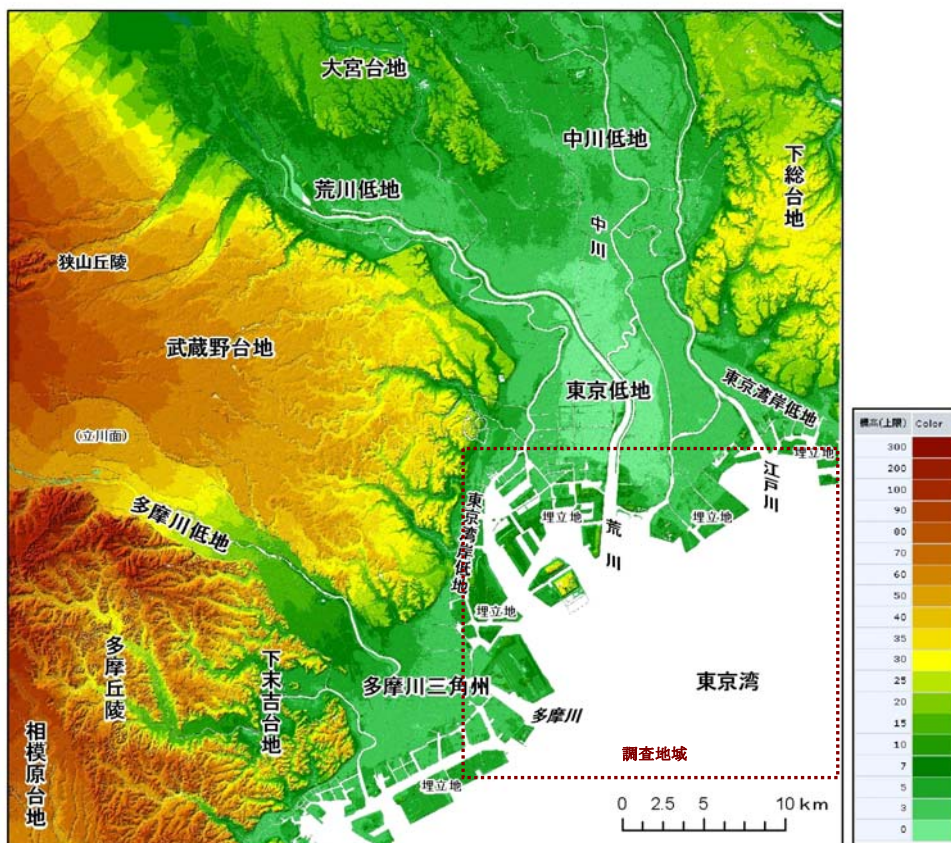 大宮台地
中川低地
下総台地
荒川低地
中川
狭山丘陵
武蔵野台地
東京低地
東京湾岸低地
(立川面)
埋立地
江戸川
多摩川低地
東京湾岸低地
埋立地
荒川
埋立地
埋立地
多摩丘陵
下末吉台地
多摩川三角州
東京湾
多摩川
相模原台地
調査地域
埋立地
0 2.5 5 10 km
標高(上限) Color
300
200
100
90
80
70
60
50
40
35
30
25
20
15
10
7
5
3
0